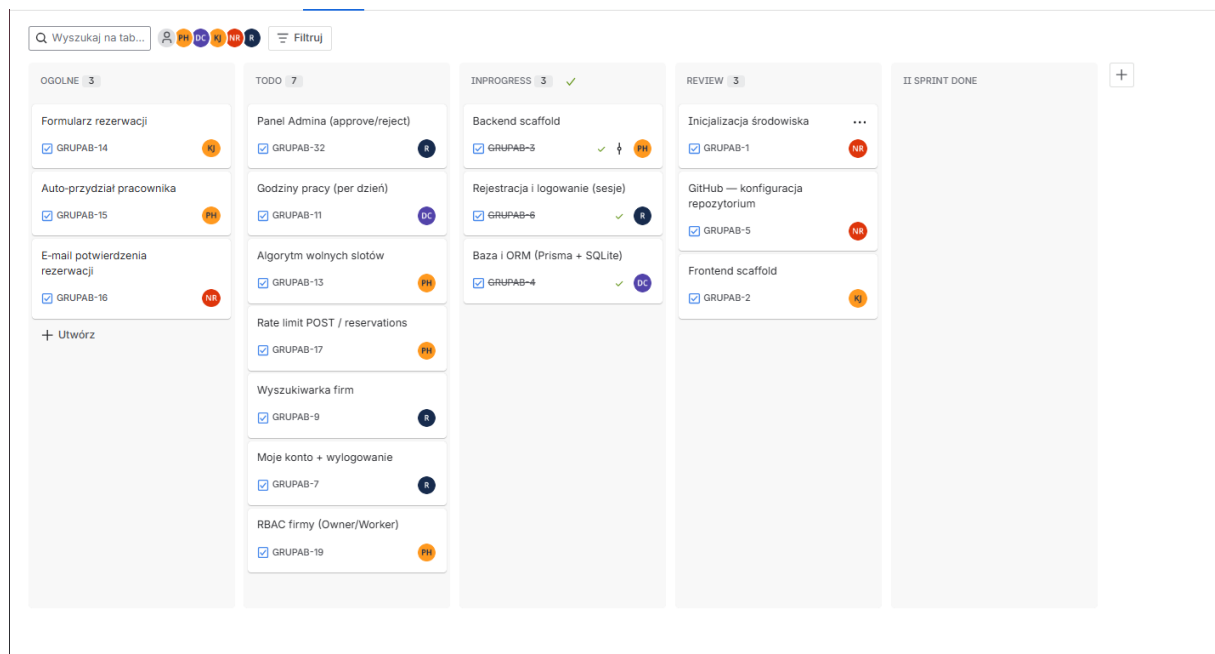 Wyszukaj na tab...
PH DC KJ NR R
Filtruj
OGOLNE 3
Formularz rezerwacji
GRUPAB-14 KJ
Auto-przydział pracownika
GRUPAB-15 PH
E-mail potwierdzenia
rezerwacji
GRUPAB-16 NR
+ Utwórz
TODO 7
Panel Admina (approve/reject)
GRUPAB-32 R
Godziny pracy (per dzień)
GRUPAB-11 DC
Algorytm wolnych slotów
GRUPAB-13 PH
Rate limit POST / reservations
GRUPAB-17 PH
Wyszukiwarka firm
GRUPAB-9 R
Moje konto + wylogowanie
GRUPAB-7 R
RBAC firmy (Owner/Worker)
GRUPAB-19 PH
INPROGRESS 3
Backend scaffold
GRUPAB-3 PH
Rejestracja i logowanie (sesje)
GRUPAB-6 R
Baza i ORM (Prisma + SQLite)
GRUPAB-4 DC
REVIEW 3
Inicjalizacja środowiska
GRUPAB-1 NR
GitHub — konfiguracja
repozytorium
GRUPAB-5 NR
Frontend scaffold
GRUPAB-2 KJ
II SPRINT DONE